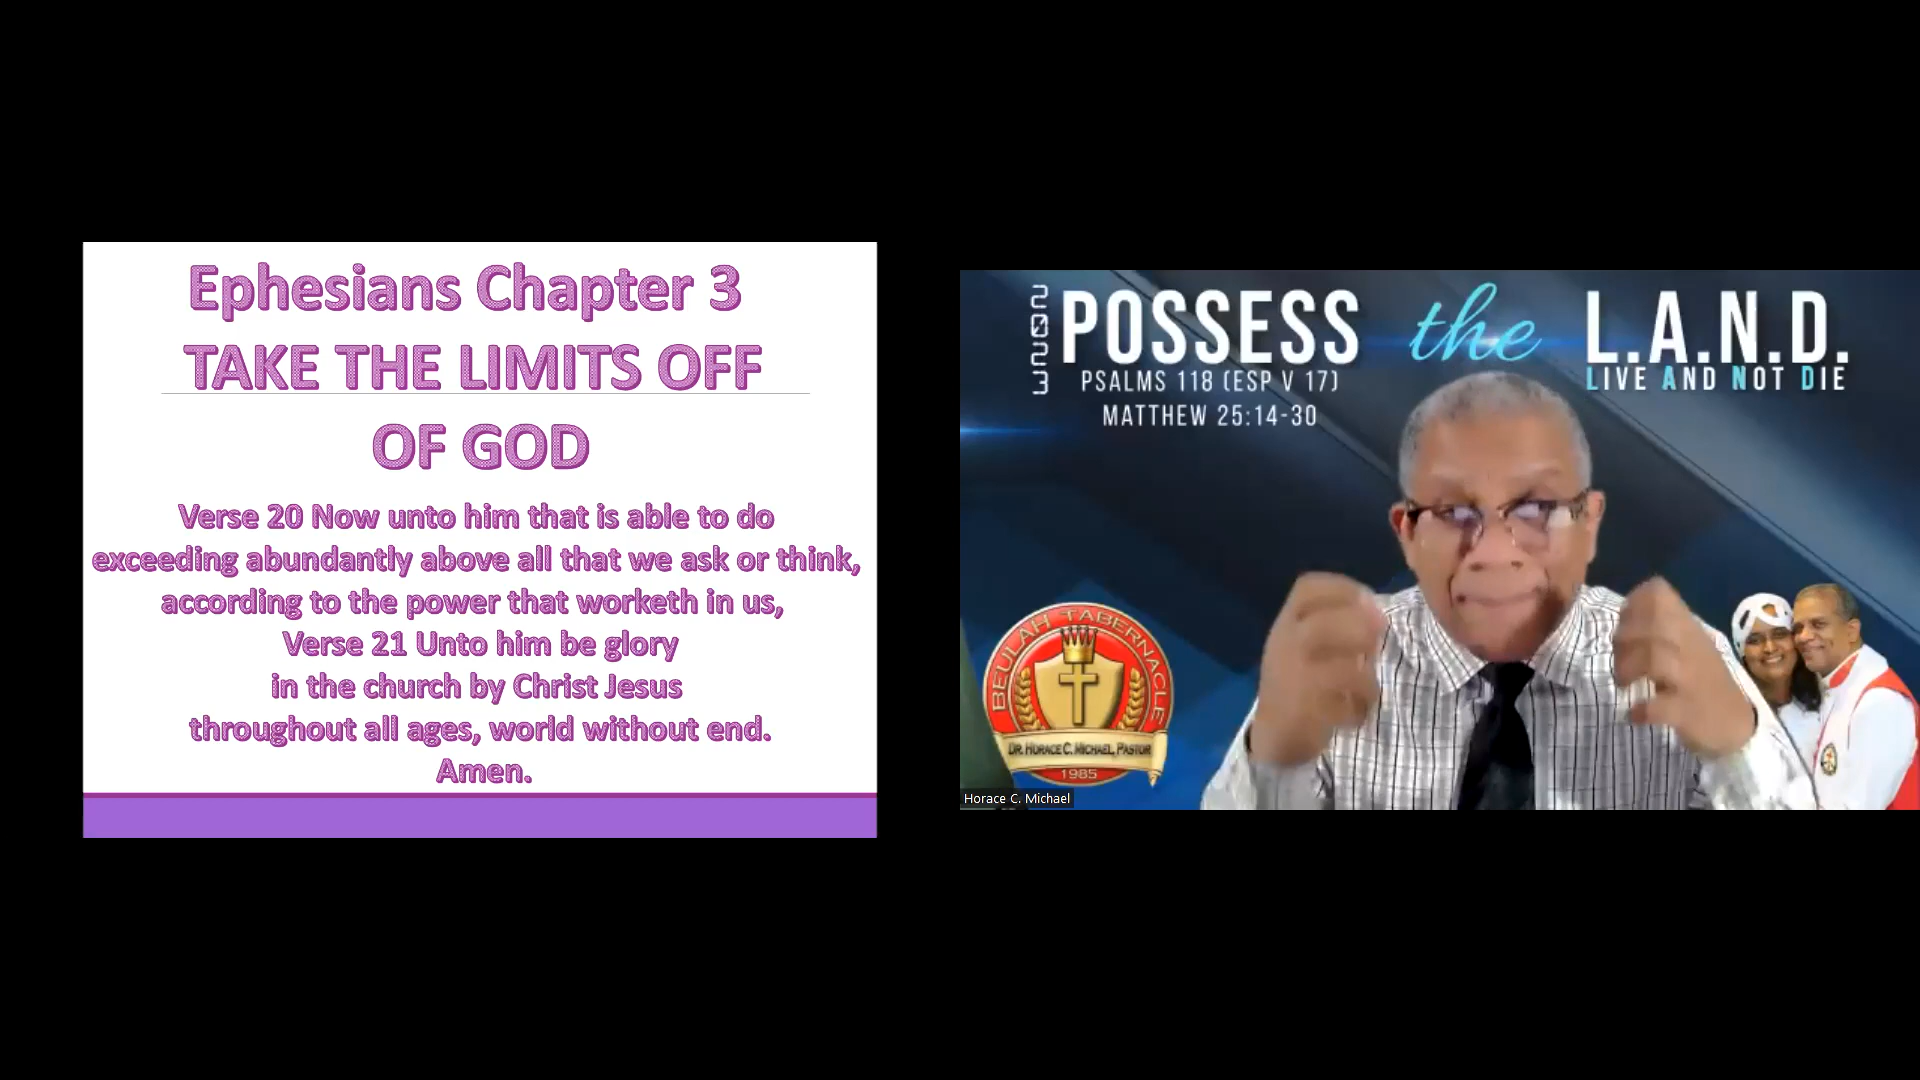 Ephesians Chapter 3
TAKE THE LIMITS OFF
OF GOD
Verse 20 Now unto him that is able to do
exceeding abundantly above all that we ask or think,
according to the power that worketh in us,
Verse 21 Unto him be glory
in the church by Christ Jesus
throughout all ages, world without end.
Amen.
2023
POSSESS the L.A.N.D.
LIVE AND NOT DIE
PSALMS 118 (ESP V 17)
MATTHEW 25:14-30
BEULAH TABERNACLE
DR. HORACE C. MICHAEL, PASTOR
1985
Horace C. Michael